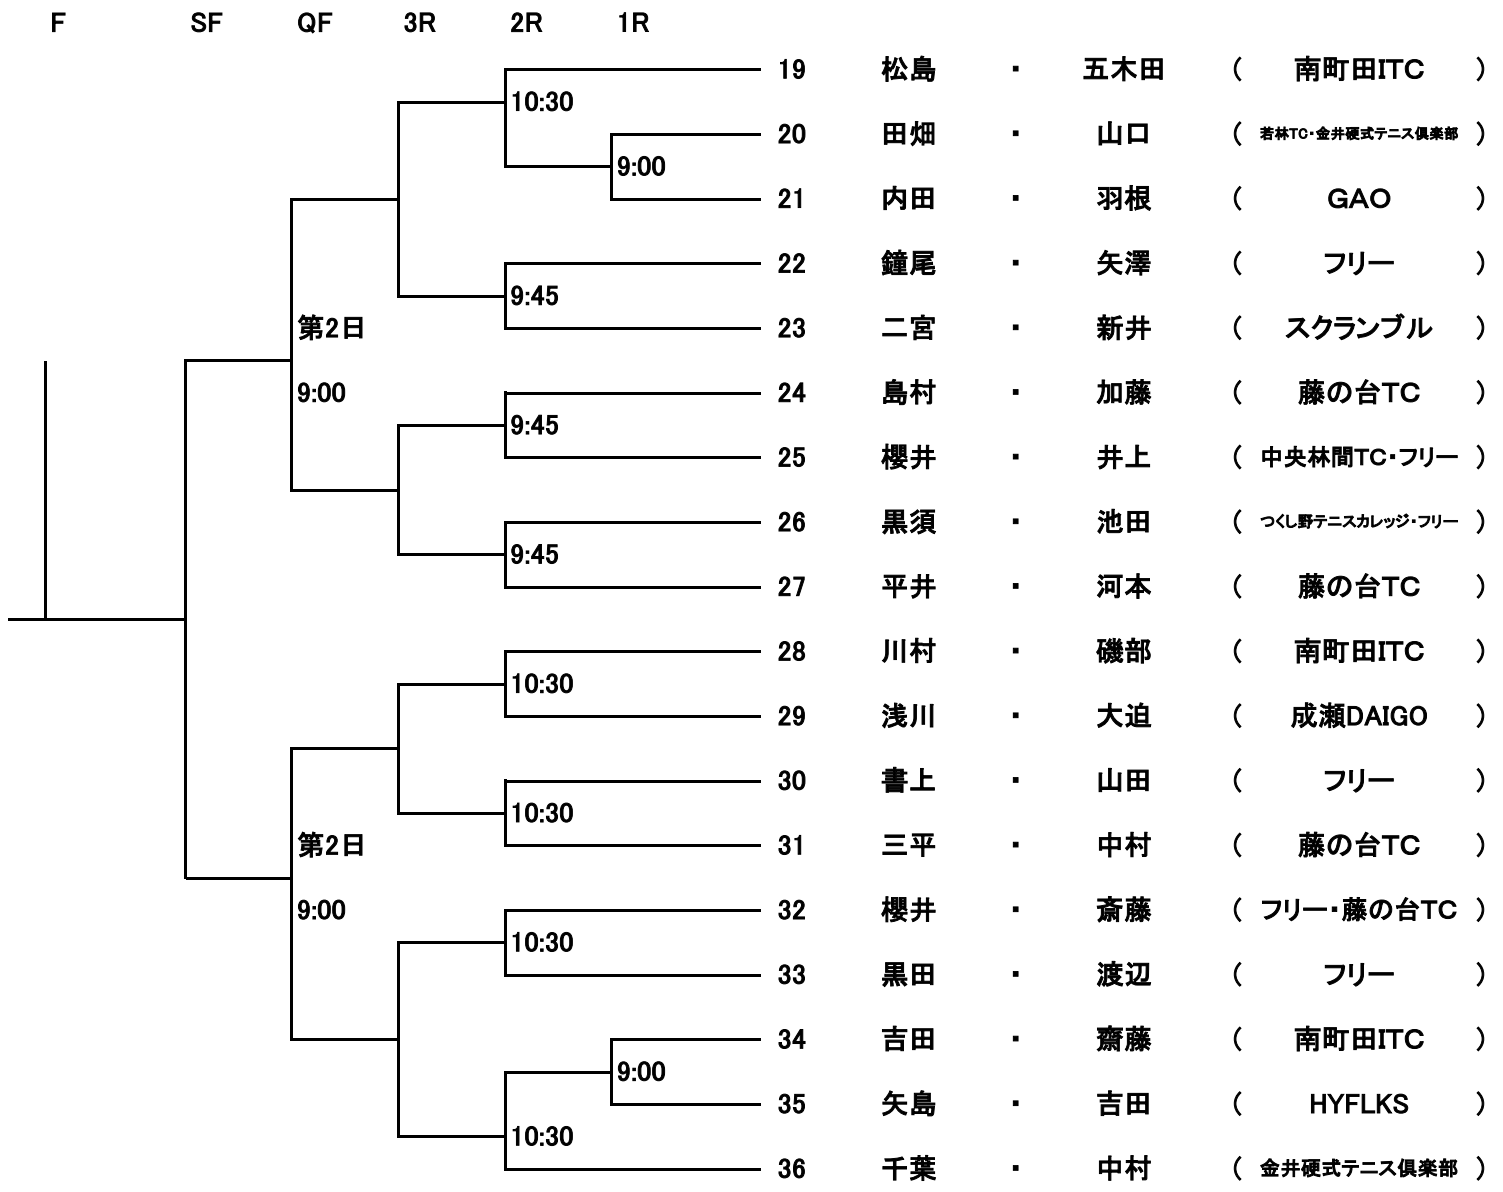 F SF QF 3R 2R 1R
19 松島 ・ 五木田 ( 南町田ITC )
10:30
20 田畑 ・ 山口 ( 若林TC・金井硬式テニス倶楽部 )
9:00
21 内田 ・ 羽根 ( GAO )
22 鐘尾 ・ 矢澤 ( フリー )
9:45
第2日 23 二宮 ・ 新井 ( スクランブル )
9:00 24 島村 ・ 加藤 ( 藤の台TC )
9:45
25 櫻井 ・ 井上 ( 中央林間TC・フリー )
26 黒須 ・ 池田 ( つくし野テニスカレッジ・フリー )
9:45
27 平井 ・ 河本 ( 藤の台TC )
28 川村 ・ 磯部 ( 南町田ITC )
10:30
29 浅川 ・ 大迫 ( 成瀬DAIGO )
30 書上 ・ 山田 ( フリー )
10:30
第2日 31 三平 ・ 中村 ( 藤の台TC )
9:00 32 櫻井 ・ 斎藤 ( フリー・藤の台TC )
10:30
33 黒田 ・ 渡辺 ( フリー )
34 吉田 ・ 齋藤 ( 南町田ITC )
9:00
35 矢島 ・ 吉田 ( HYFLKS )
10:30
36 千葉 ・ 中村 ( 金井硬式テニス倶楽部 )